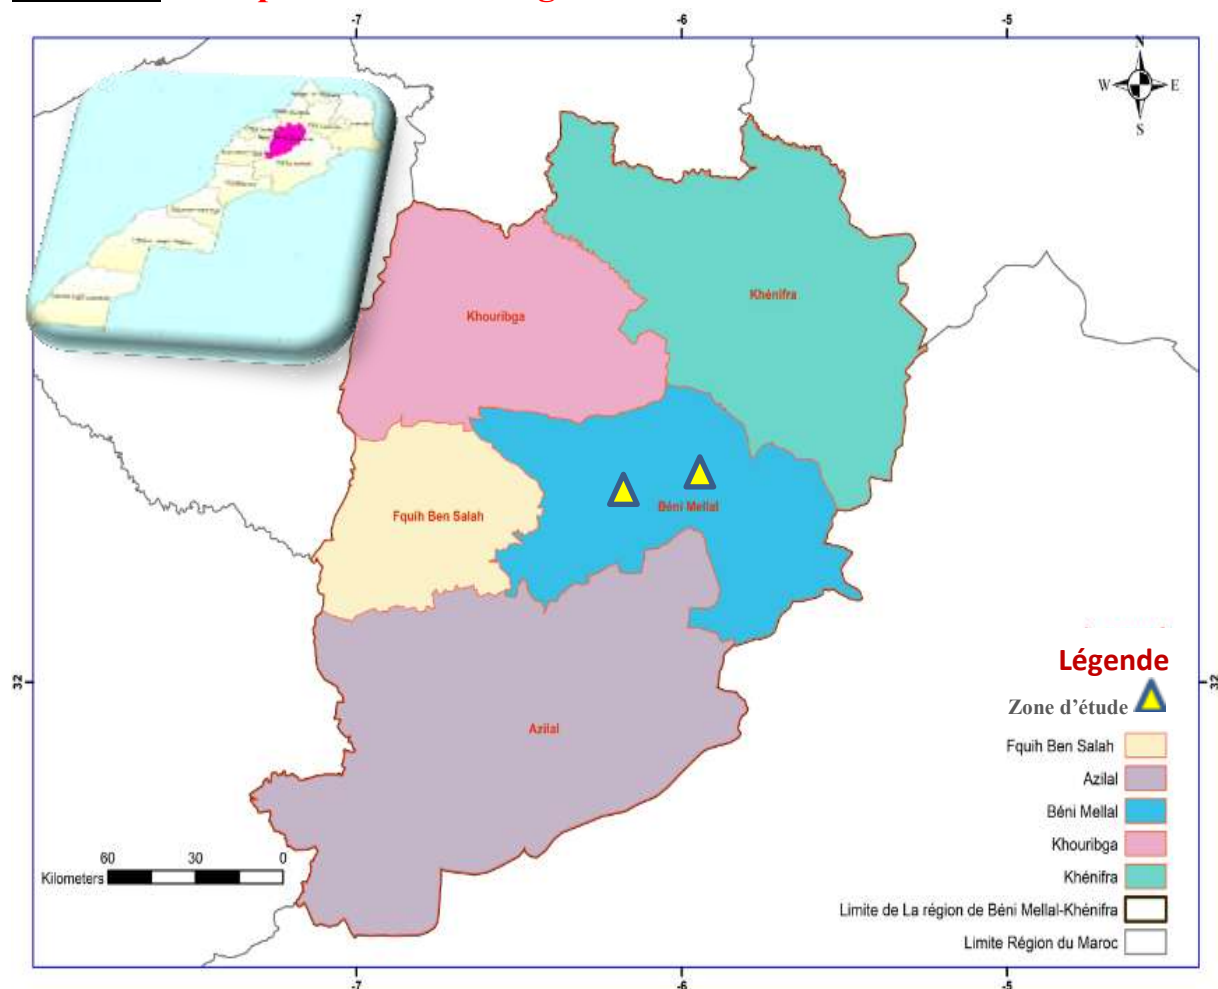 -7 -6 -5
N
W E
S
Khénifra
Khouribga
Béni Mellal
Fquih Ben Salah
32 32
Légende
Zone d'étude
Fquih Ben Salah
Azilal
Azilal
Béni Mellal
Khouribga
60 30 0
Kilometers
Khénifra
Limite de La région de Béni Mellal-Khénifra
Limite Région du Maroc
-7 -6 -5